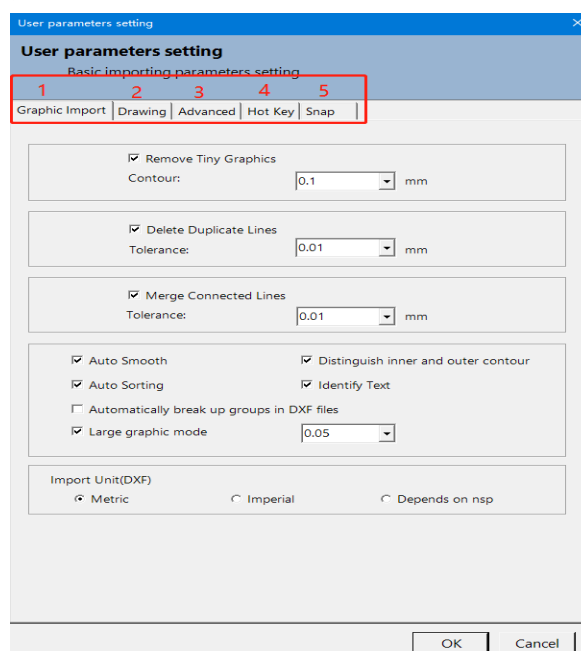 User parameters setting
User parameters setting
Basic importing parameters setting
1 2 3 4 5
Graphic Import Drawing Advanced Hot Key Snap
Remove Tiny Graphics
Contour: 0.1 mm
Delete Duplicate Lines
Tolerance: 0.01 mm
Merge Connected Lines
Tolerance: 0.01 mm
Auto Smooth Distinguish inner and outer contour
Auto Sorting Identify Text
Automatically break up groups in DXF files
Large graphic mode 0.05
Import Unit(DXF)
Metric Imperial Depends on nsp
OK Cancel